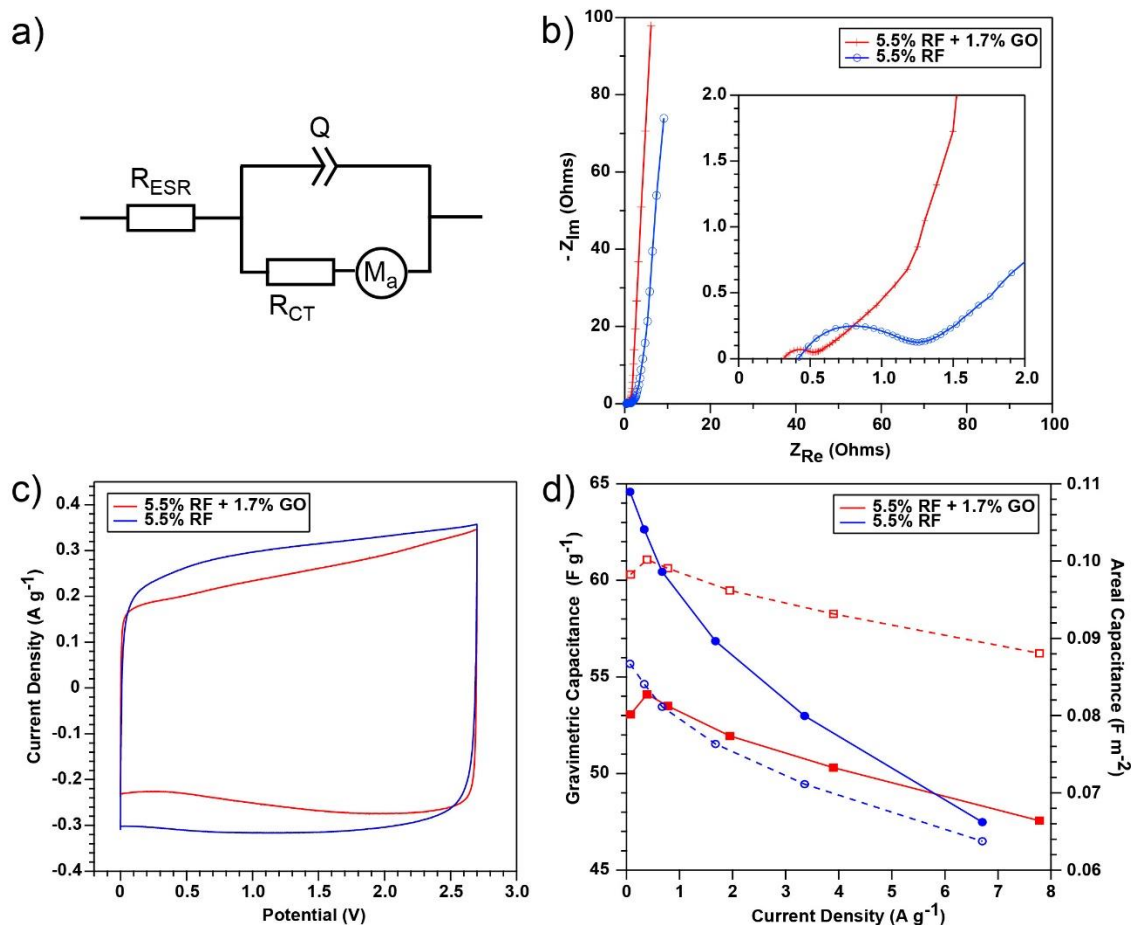 a)
R_ESR
Q
R_CT
M_a
b)
5.5% RF + 1.7% GO
5.5% RF
- Z_Im (Ohms)
100
80
60
40
20
0
0 20 40 60 80 100
Z_Re (Ohms)
2.0
1.5
1.0
0.5
0
0 0.5 1.0 1.5 2.0
c)
5.5% RF + 1.7% GO
5.5% RF
Current Density (A g⁻¹)
0.4
0.3
0.2
0.1
0
-0.1
-0.2
-0.3
-0.4
0 0.5 1.0 1.5 2.0 2.5 3.0
Potential (V)
d)
5.5% RF + 1.7% GO
5.5% RF
Gravimetric Capacitance (F g⁻¹)
65
60
55
50
45
0 1 2 3 4 5 6 7 8
Current Density (A g⁻¹)
0.11
0.10
0.09
0.08
0.07
0.06
Areal Capacitance (F m⁻²)